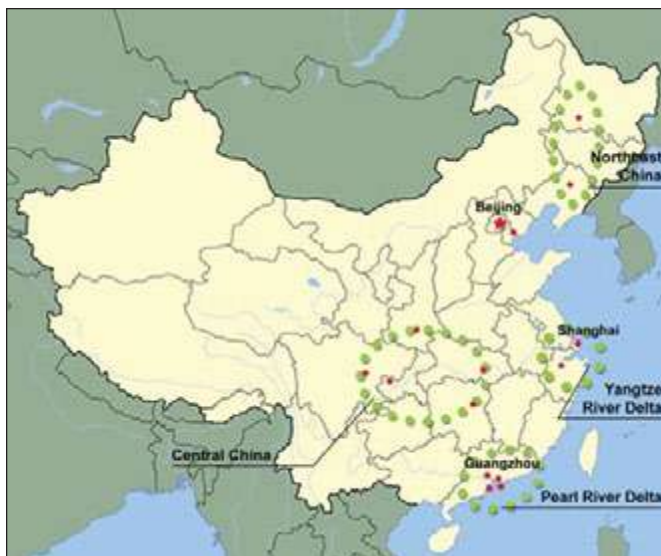 Northeast
China
Beijing
Shanghai
Yangtze
River Delta
Central China
Guangzhou
Pearl River Delta